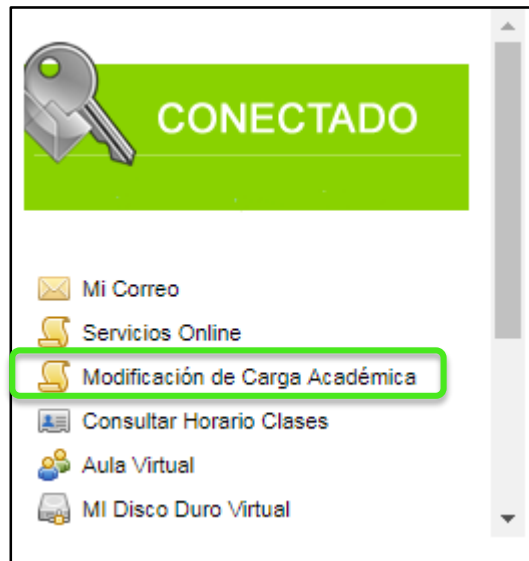 CONECTADO
Mi Correo
Servicios Online
Modificación de Carga Académica
Consultar Horario Clases
Aula Virtual
MI Disco Duro Virtual